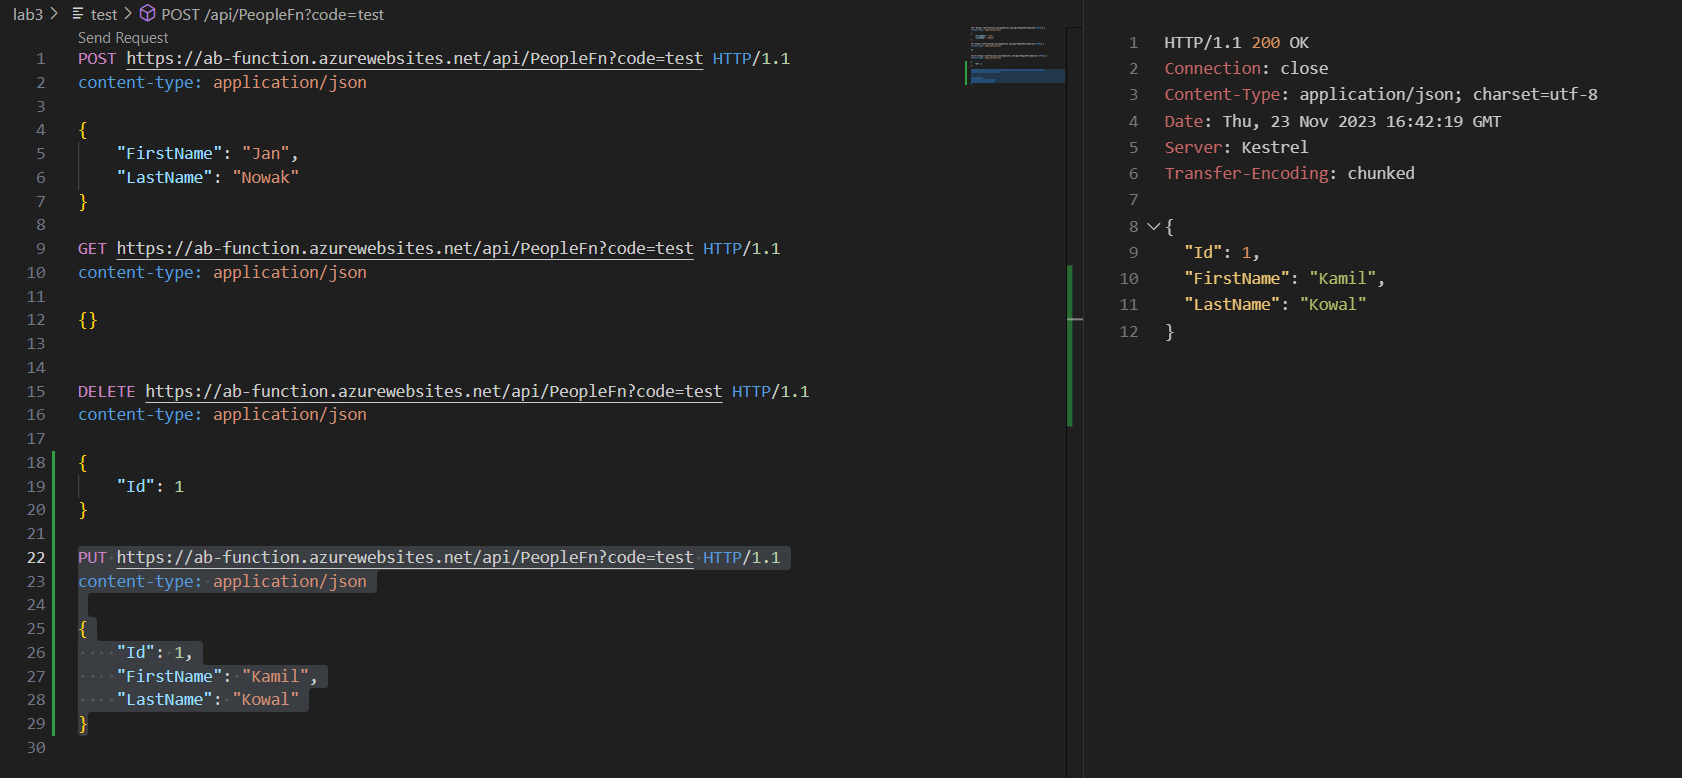 lab3 > test > POST /api/PeopleFn?code=test
Send Request
1 POST https://ab-function.azurewebsites.net/api/PeopleFn?code=test HTTP/1.1
2 content-type: application/json
3
4 {
5 "FirstName": "Jan",
6 "LastName": "Nowak"
7 }
8
9 GET https://ab-function.azurewebsites.net/api/PeopleFn?code=test HTTP/1.1
10 content-type: application/json
11
12 {}
13
14
15 DELETE https://ab-function.azurewebsites.net/api/PeopleFn?code=test HTTP/1.1
16 content-type: application/json
17
18 {
19 "Id": 1
20 }
21
22 PUT https://ab-function.azurewebsites.net/api/PeopleFn?code=test HTTP/1.1
23 content-type: application/json
24
25 {
26 "Id": 1,
27 "FirstName": "Kamil",
28 "LastName": "Kowal"
29 }
30
1 HTTP/1.1 200 OK
2 Connection: close
3 Content-Type: application/json; charset=utf-8
4 Date: Thu, 23 Nov 2023 16:42:19 GMT
5 Server: Kestrel
6 Transfer-Encoding: chunked
7
8 {
9 "Id": 1,
10 "FirstName": "Kamil",
11 "LastName": "Kowal"
12 }